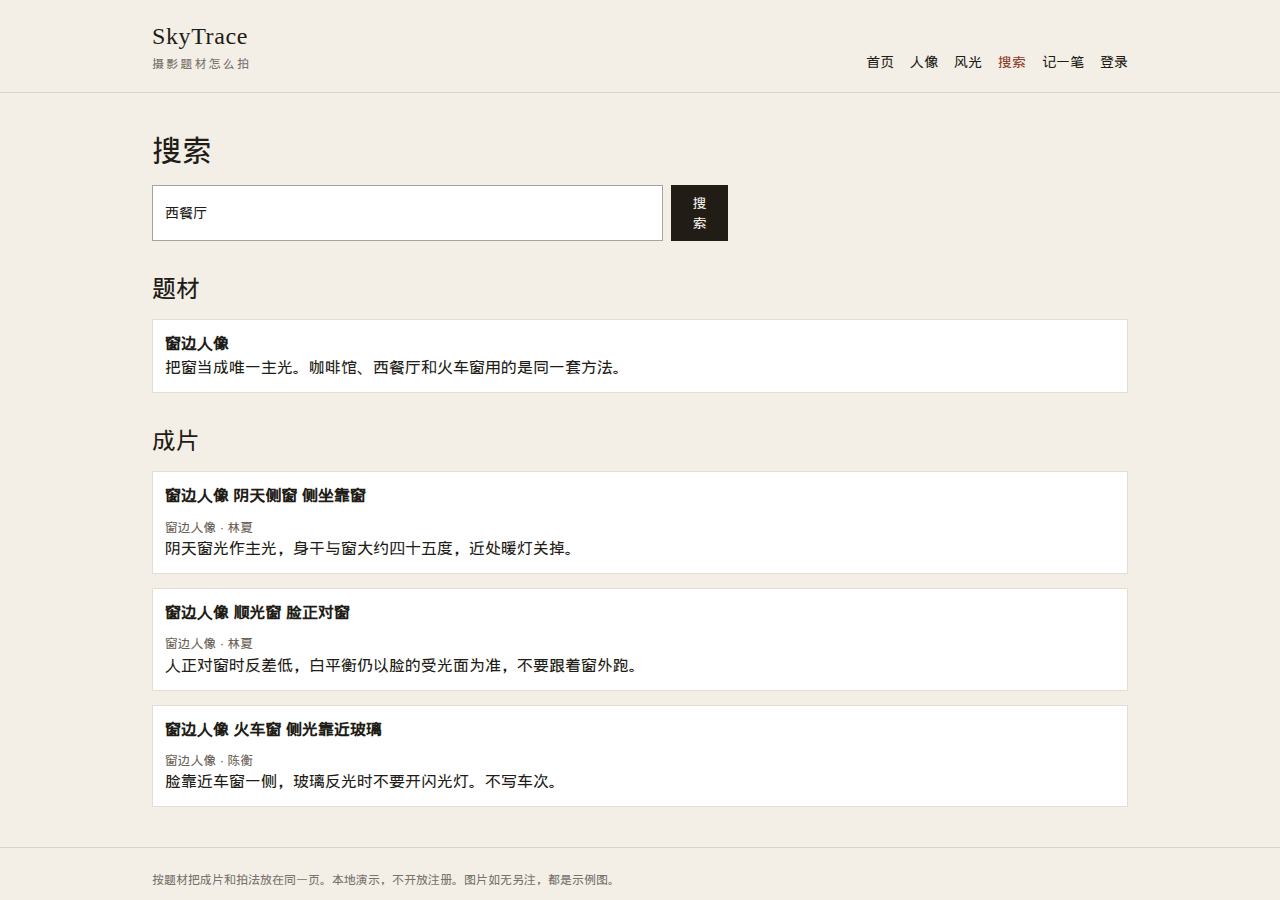 SkyTrace
摄影题材怎么拍
首页 人像 风光 搜索 记一笔 登录
搜索
西餐厅
搜
索
题材
窗边人像
把窗当成唯一主光。咖啡馆、西餐厅和火车窗用的是同一套方法。
成片
窗边人像 阴天侧窗 侧坐靠窗
窗边人像 · 林夏
阴天窗光作主光，身干与窗大约四十五度，近处暖灯关掉。
窗边人像 顺光窗 脸正对窗
窗边人像 · 林夏
人正对窗时反差低，白平衡仍以脸的受光面为准，不要跟着窗外跑。
窗边人像 火车窗 侧光靠近玻璃
窗边人像 · 陈衡
脸靠近车窗一侧，玻璃反光时不要开闪光灯。不写车次。
按题材把成片和拍法放在同一页。本地演示，不开放注册。图片如无另注，都是示例图。